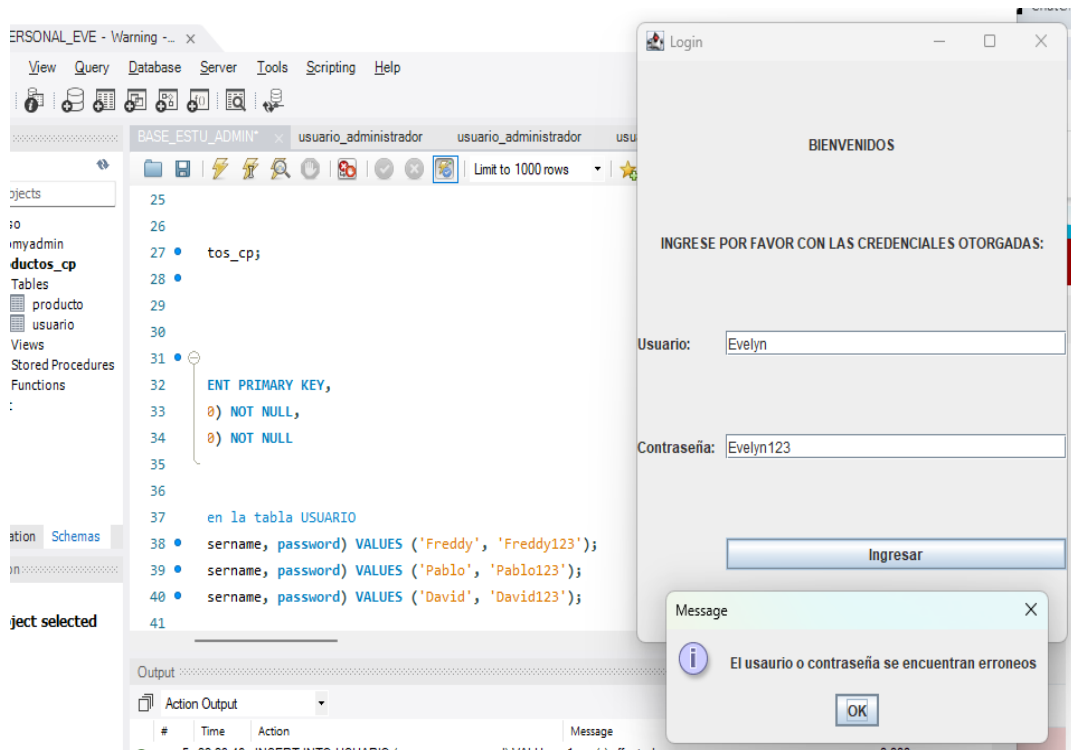 ERSONAL_EVE - Warning -...
View Query Database Server Tools Scripting Help
BASE_ESTU_ADMIN* usuario_administrador usuario_administrador
Limit to 1000 rows
ojects
so
omyadmin
ductos_cp
Tables
producto
usuario
Views
Stored Procedures
Functions
ation Schemas
ject selected
25
26
27 tos_cp;
28
29
30
31
32 ENT PRIMARY KEY,
33 0) NOT NULL,
34 0) NOT NULL
35
36
37 en la tabla USUARIO
38 sername, password) VALUES ('Freddy', 'Freddy123');
39 sername, password) VALUES ('Pablo', 'Pablo123');
40 sername, password) VALUES ('David', 'David123');
41
Output
Action Output
# Time Action Message
Login
BIENVENIDOS
INGRESE POR FAVOR CON LAS CREDENCIALES OTORGADAS:
Usuario: Evelyn
Contraseña: Evelyn123
Ingresar
Message
El usaurio o contraseña se encuentran erroneos
OK